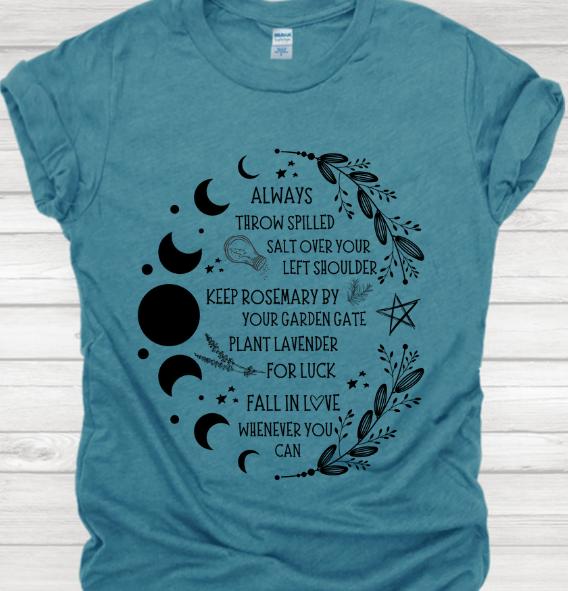 GILDAN
ALWAYS
THROW SPILLED
SALT OVER YOUR
LEFT SHOULDER
KEEP ROSEMARY BY
YOUR GARDEN GATE
PLANT LAVENDER
FOR LUCK
FALL IN LOVE
WHENEVER YOU
CAN